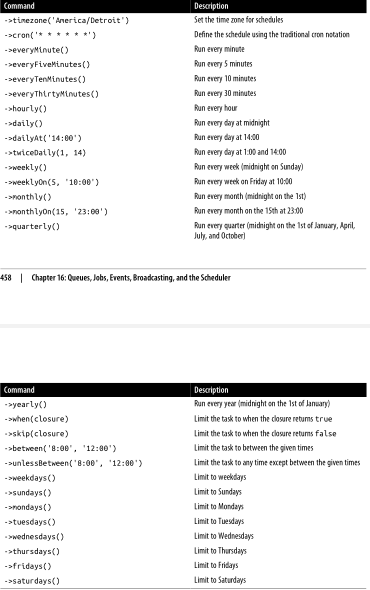 Command Description
->timezone('America/Detroit') Set the time zone for schedules
->cron('* * * * * *') Define the schedule using the traditional cron notation
->everyMinute() Run every minute
->everyFiveMinutes() Run every 5 minutes
->everyTenMinutes() Run every 10 minutes
->everyThirtyMinutes() Run every 30 minutes
->hourly() Run every hour
->daily() Run every day at midnight
->dailyAt('14:00') Run every day at 14:00
->twiceDaily(1, 14) Run every day at 1:00 and 14:00
->weekly() Run every week (midnight on Sunday)
->weeklyOn(5, '10:00') Run every week on Friday at 10:00
->monthly() Run every month (midnight on the 1st)
->monthlyOn(15, '23:00') Run every month on the 15th at 23:00
->quarterly() Run every quarter (midnight on the 1st of January, April,
July, and October)
458 | Chapter 16: Queues, Jobs, Events, Broadcasting, and the Scheduler
Command Description
->yearly() Run every year (midnight on the 1st of January)
->when(closure) Limit the task to when the closure returns true
->skip(closure) Limit the task to when the closure returns false
->between('8:00', '12:00') Limit the task to between the given times
->unlessBetween('8:00', '12:00') Limit the task to any time except between the given times
->weekdays() Limit to weekdays
->sundays() Limit to Sundays
->mondays() Limit to Mondays
->tuesdays() Limit to Tuesdays
->wednesdays() Limit to Wednesdays
->thursdays() Limit to Thursdays
->fridays() Limit to Fridays
->saturdays() Limit to Saturdays